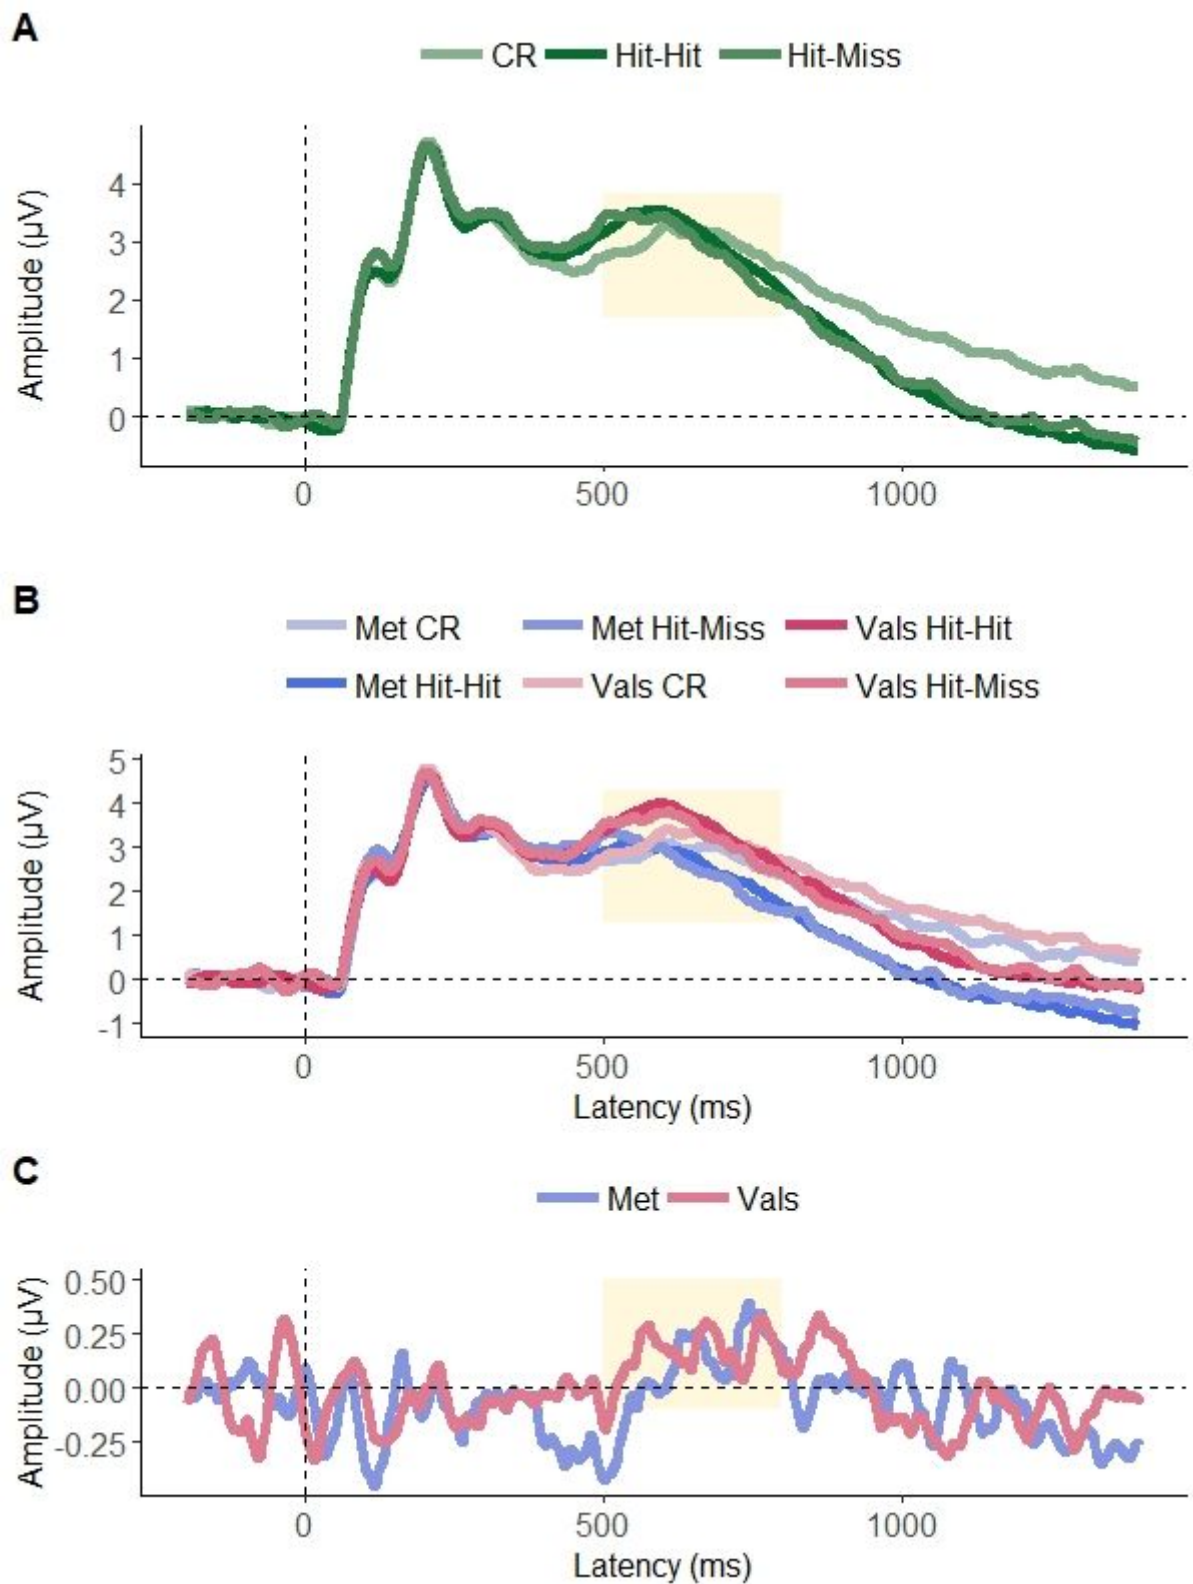 A
CR Hit-Hit Hit-Miss
Amplitude (µV)
4
3
2
1
0
0 500 1000
B
Met CR Met Hit-Miss Vals Hit-Hit
Met Hit-Hit Vals CR Vals Hit-Miss
Amplitude (µV)
5
4
3
2
1
0
-1
0 500 1000
Latency (ms)
C
Met Vals
Amplitude (µV)
0.50
0.25
0.00
-0.25
0 500 1000
Latency (ms)